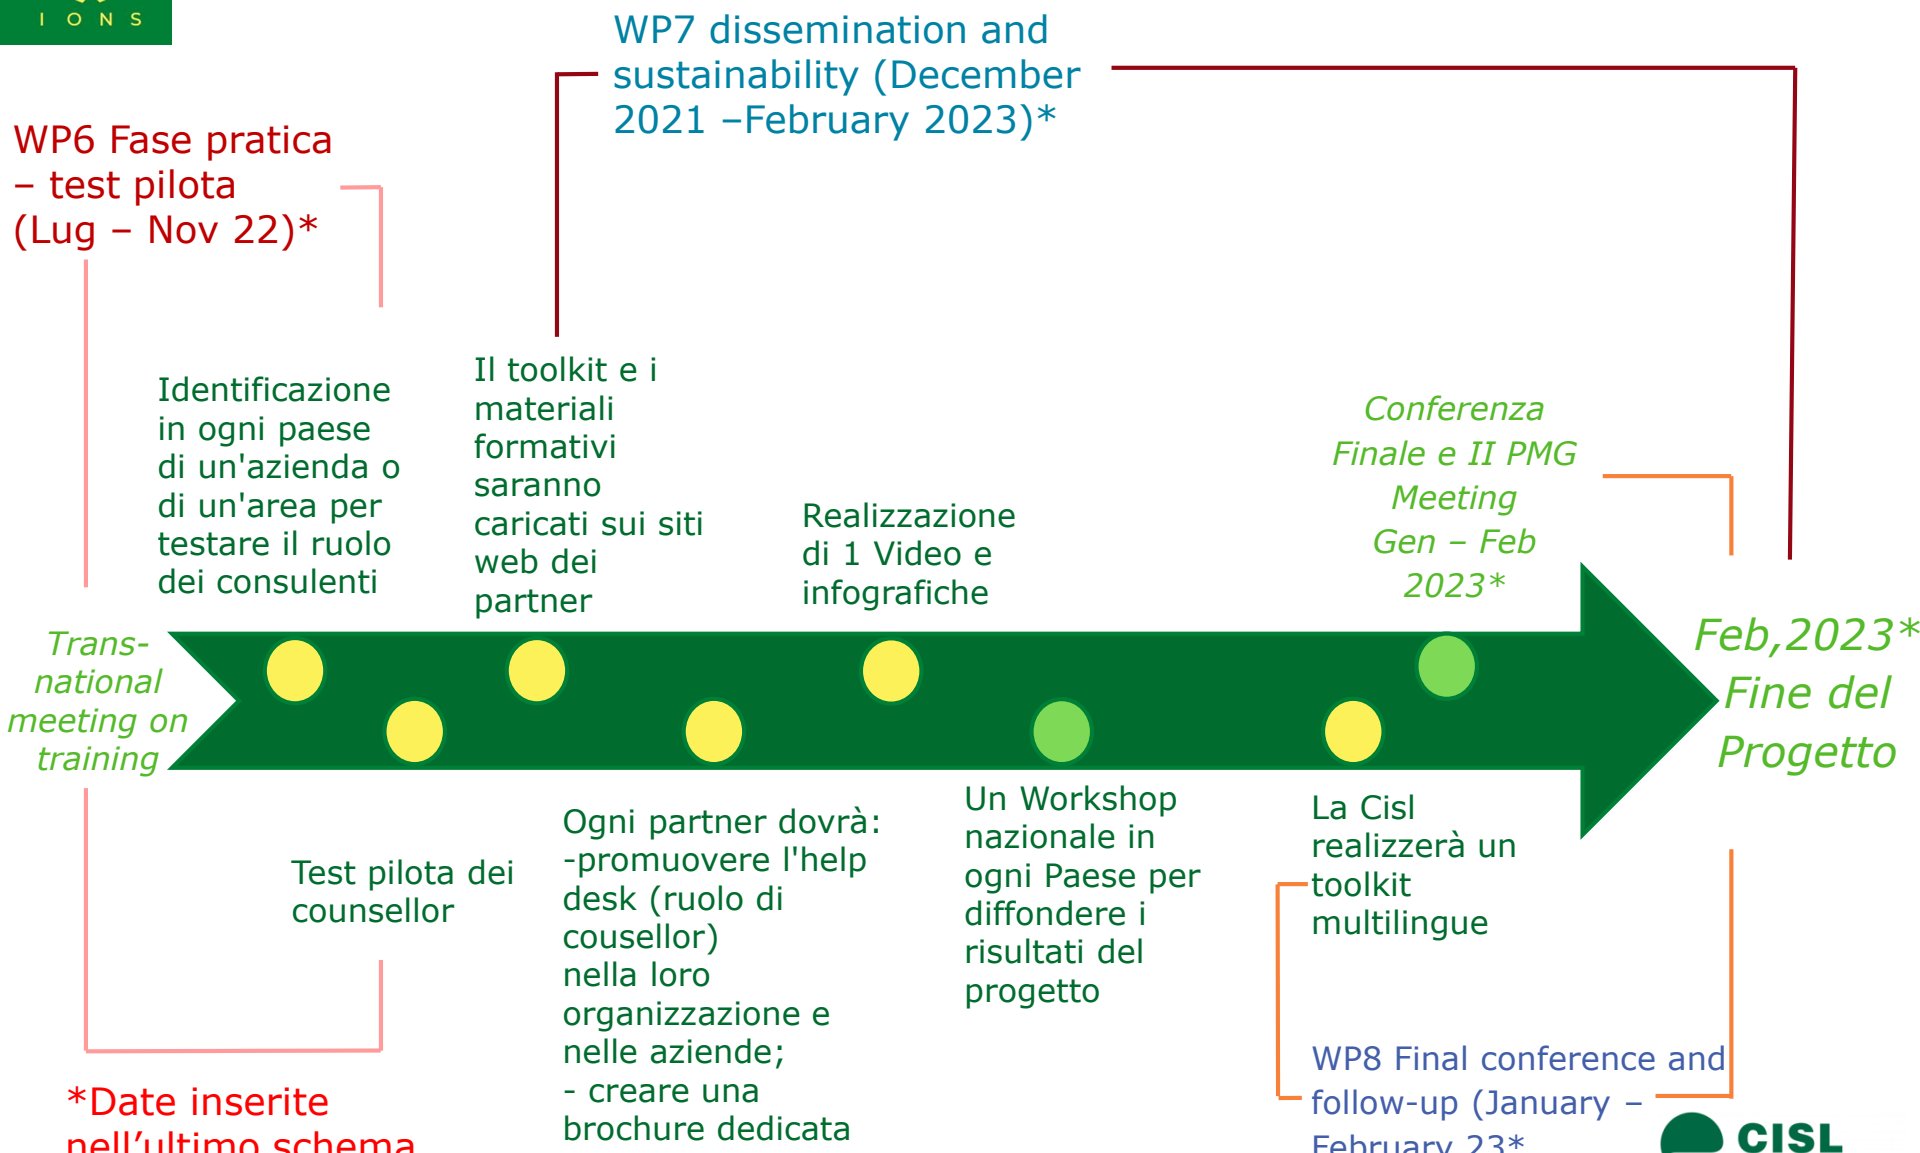 I O N S
WP7 dissemination and
sustainability (December
2021 –February 2023)*
WP6 Fase pratica
– test pilota
(Lug – Nov 22)*
Identificazione
in ogni paese
di un'azienda o
di un'area per
testare il ruolo
dei consulenti
Il toolkit e i
materiali
formativi
saranno
caricati sui siti
web dei
partner
Realizzazione
di 1 Video e
infografiche
Conferenza
Finale e II PMG
Meeting
Gen – Feb
2023*
Trans-
national
meeting on
training
Feb,2023*
Fine del
Progetto
Test pilota dei
counsellor
Ogni partner dovrà:
-promuovere l'help
desk (ruolo di
cousellor)
nella loro
organizzazione e
nelle aziende;
- creare una
brochure dedicata
Un Workshop
nazionale in
ogni Paese per
diffondere i
risultati del
progetto
La Cisl
realizzerà un
toolkit
multilingue
WP8 Final conference and
follow-up (January –
February 23*
*Date inserite
nell’ultimo schema
CISL